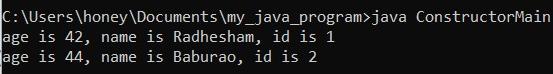 C:\Users\honey\Documents\my_java_program>java ConstructorMain
age is 42, name is Radhesham, id is 1
age is 44, name is Baburao, id is 2